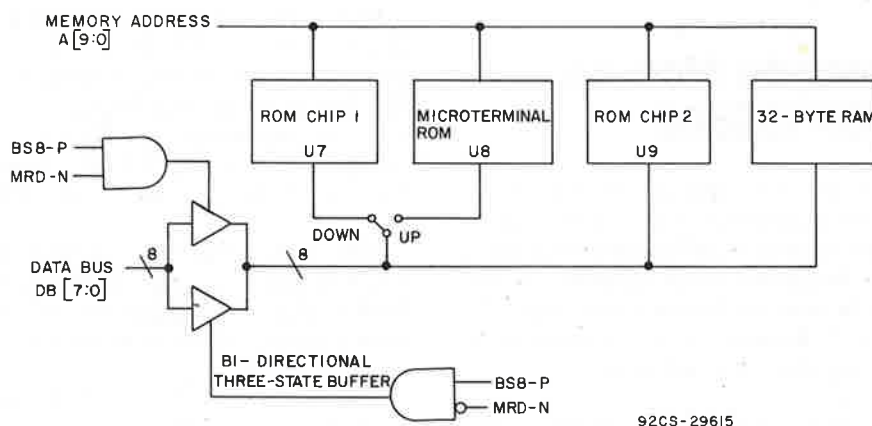 MEMORY ADDRESS
A [9:0]
ROM CHIP 1
U7
MICROTERMINAL
ROM
U8
ROM CHIP 2
U9
32-BYTE RAM
BS8-P
MRD-N
DOWN
UP
8
8
DATA BUS
DB [7:0]
BI-DIRECTIONAL
THREE-STATE BUFFER
BS8-P
MRD-N
92CS-29615